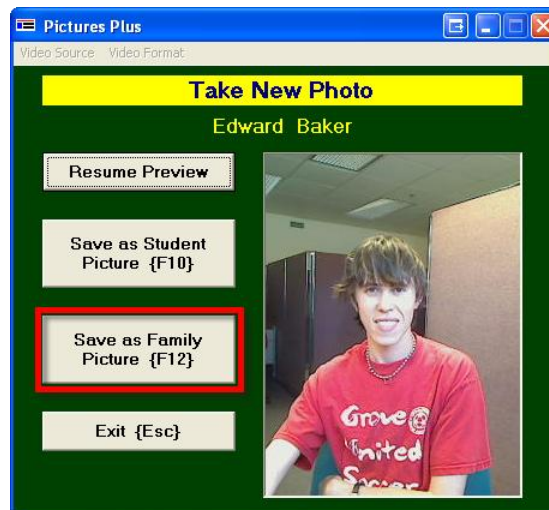 Pictures Plus
Video Source Video Format
Take New Photo
Edward Baker
Resume Preview
Save as Student
Picture {F10}
Save as Family
Picture {F12}
Exit {Esc}
Grove
United
Soccer